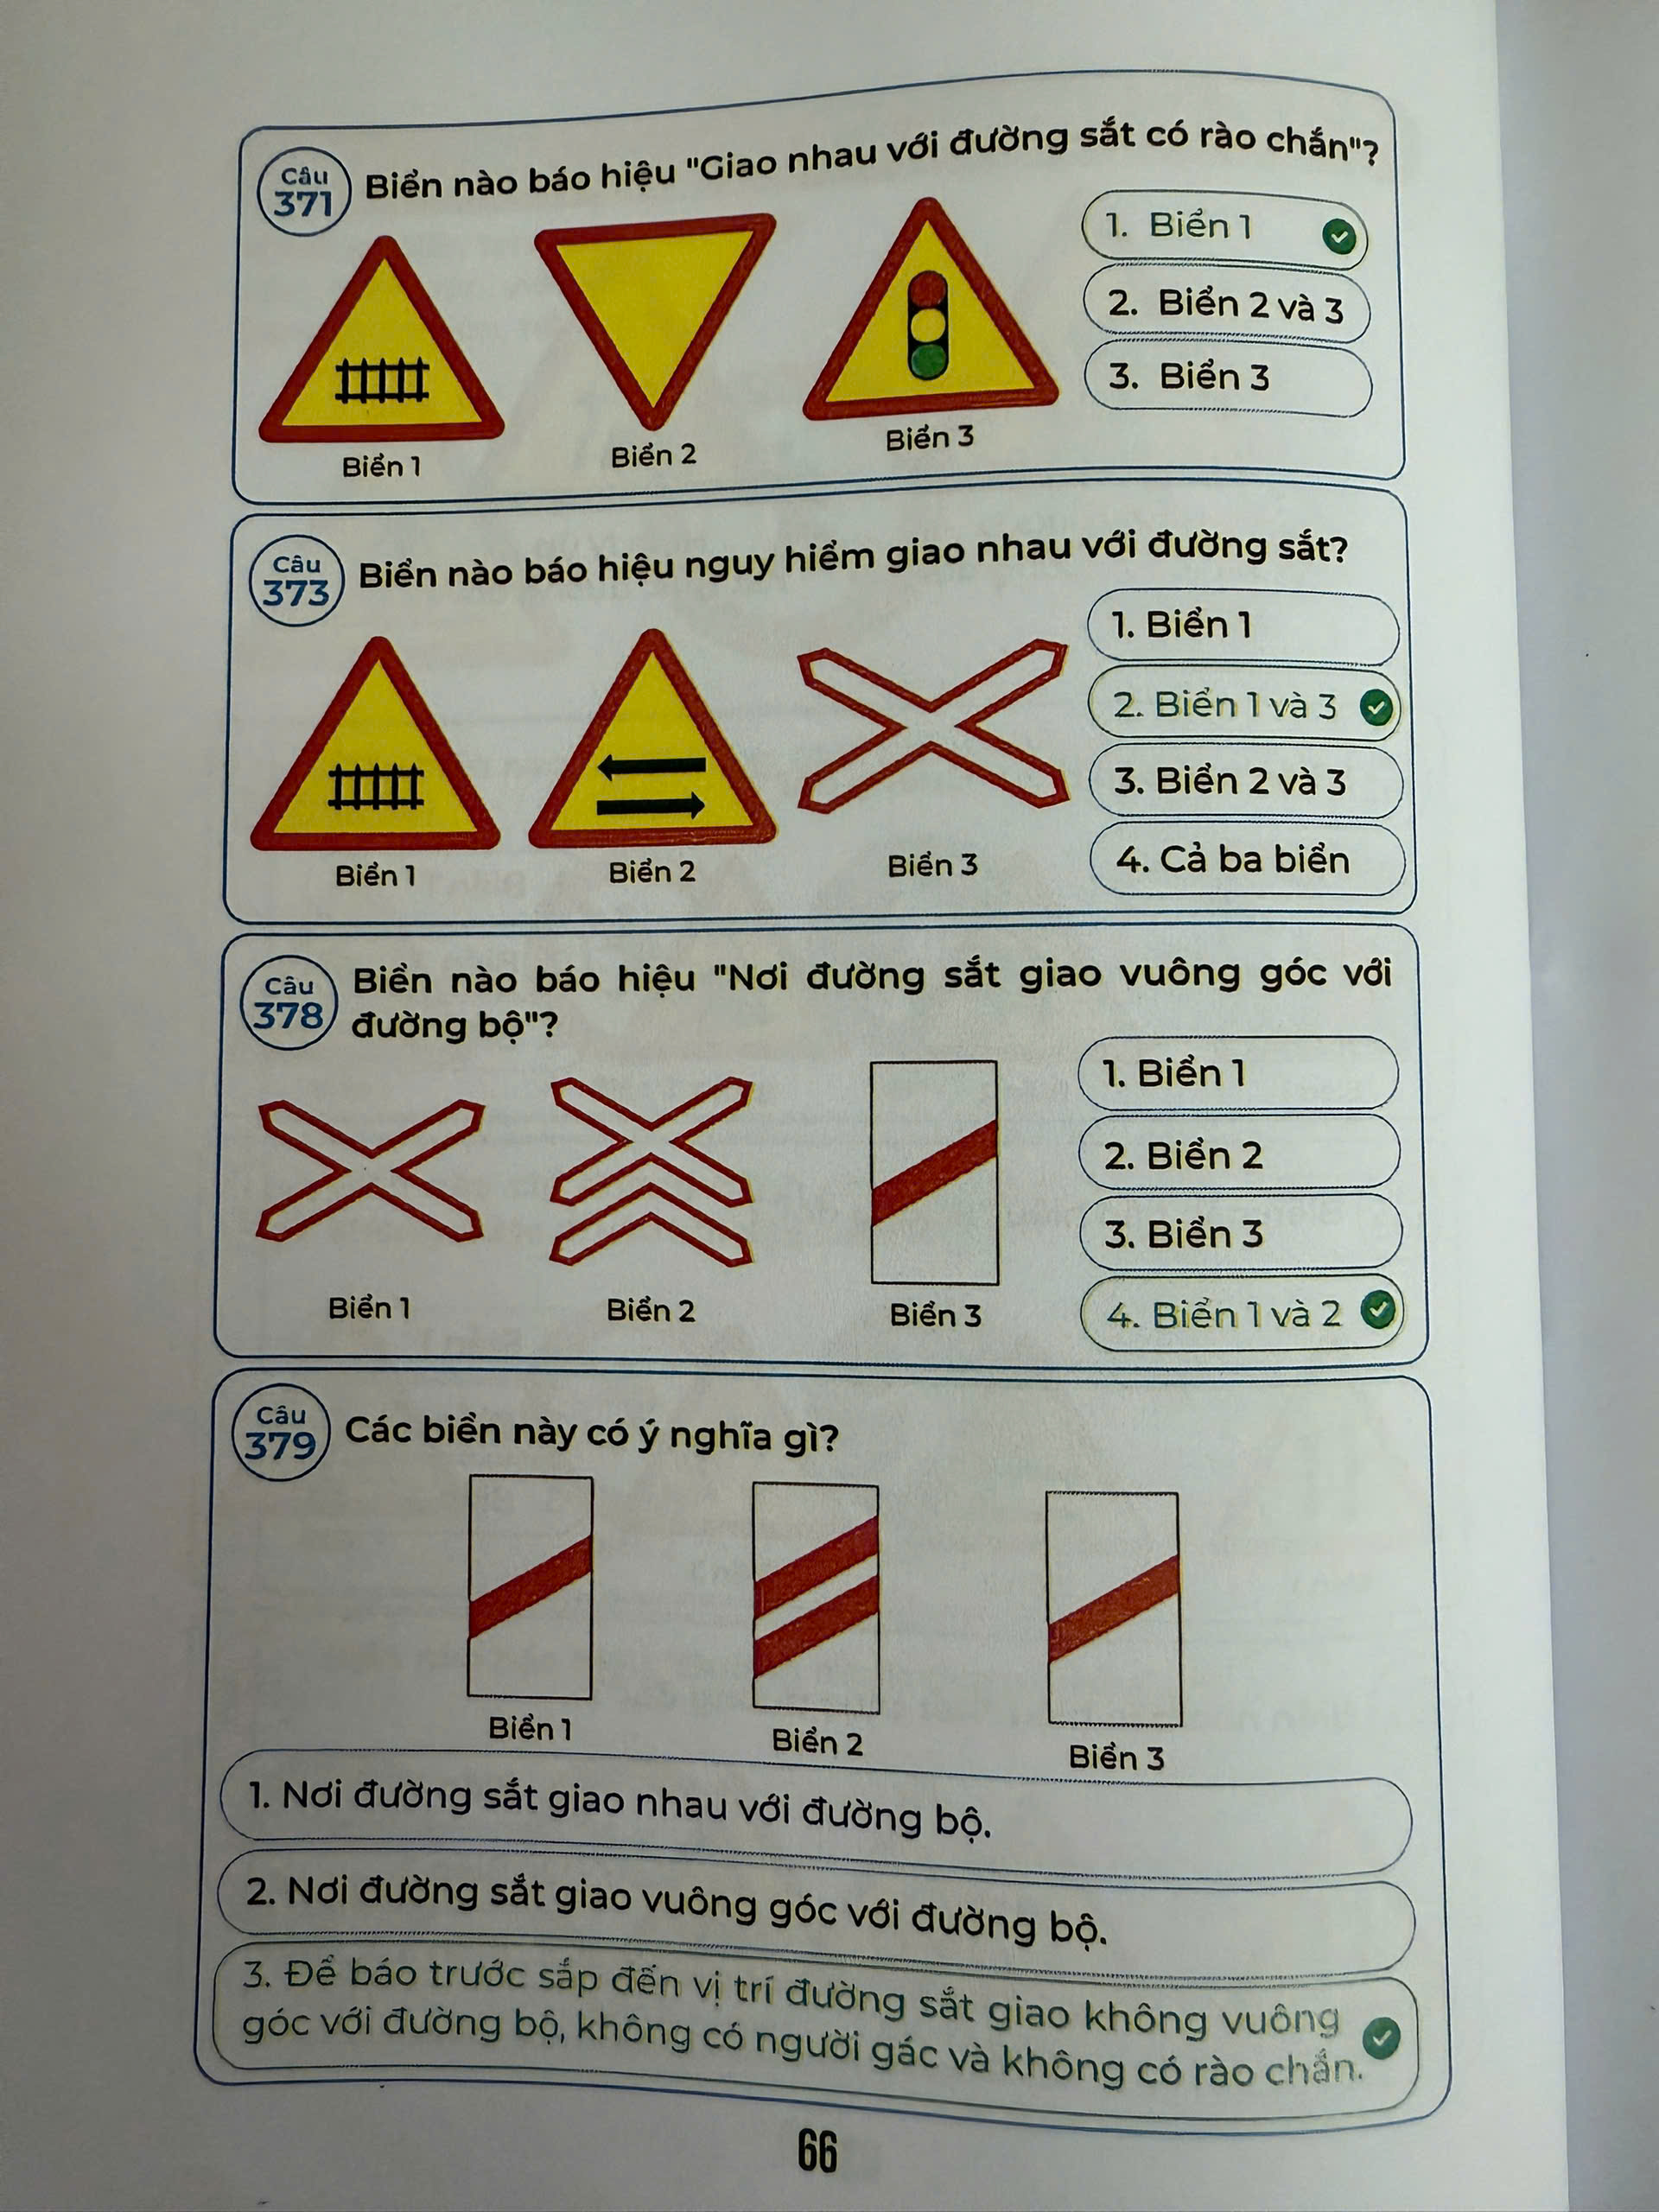 Câu
371
Biển nào báo hiệu "Giao nhau với đường sắt có rào chắn"?
Biển 1
Biển 2
Biển 3
1. Biển 1
2. Biển 2 và 3
3. Biển 3
Câu
373
Biển nào báo hiệu nguy hiểm giao nhau với đường sắt?
Biển 1
Biển 2
Biển 3
1. Biển 1
2. Biển 1 và 3
3. Biển 2 và 3
4. Cả ba biển
Câu
378
Biển nào báo hiệu "Nơi đường sắt giao vuông góc với
đường bộ"?
Biển 1
Biển 2
Biển 3
1. Biển 1
2. Biển 2
3. Biển 3
4. Biển 1 và 2
Câu
379
Các biển này có ý nghĩa gì?
Biển 1
Biển 2
Biển 3
1. Nơi đường sắt giao nhau với đường bộ.
2. Nơi đường sắt giao vuông góc với đường bộ.
3. Để báo trước sắp đến vị trí đường sắt giao không vuông
góc với đường bộ, không có người gác và không có rào chắn.
66